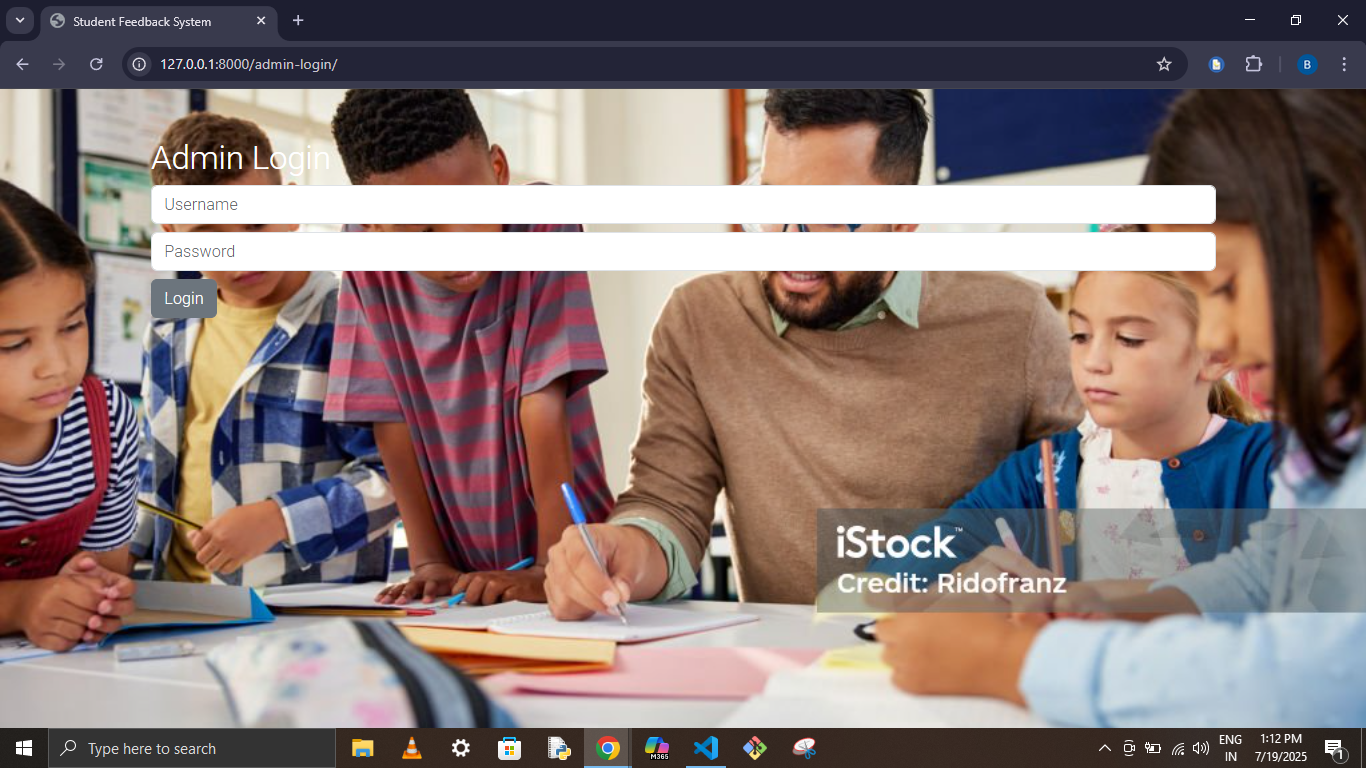 Student Feedback System
127.0.0.1:8000/admin-login/
B
Admin Login
Username
Password
Login
iStock™
Credit: Ridofranz
Type here to search
M365
ENG
IN
1:12 PM
7/19/2025
1